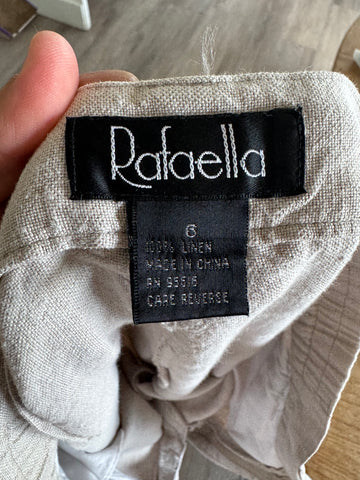 Rafaella
6
100% LINEN
MADE IN CHINA
RN 95616
CARE REVERSE